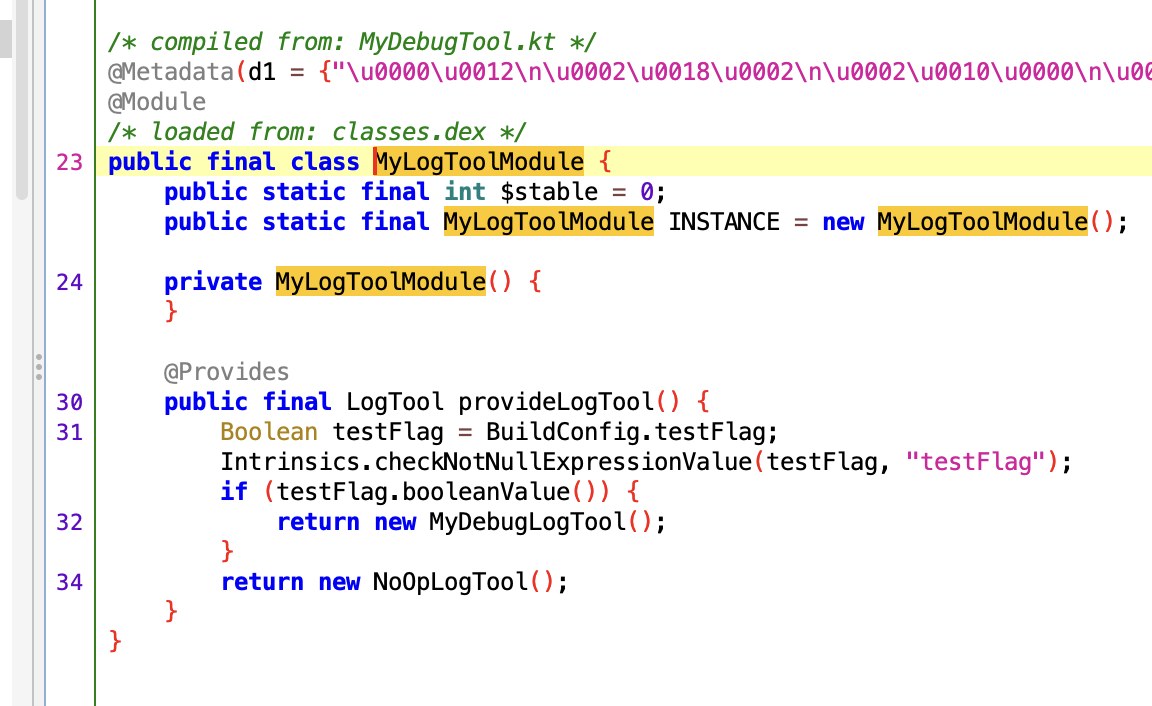 /* compiled from: MyDebugTool.kt */
@Metadata(d1 = {"\u0000\u0012\n\u0002\u0018\u0002\n\u0002\u0010\u0000\n\u00
@Module
/* loaded from: classes.dex */
23 public final class MyLogToolModule {
public static final int $stable = 0;
public static final MyLogToolModule INSTANCE = new MyLogToolModule();
24 private MyLogToolModule() {
}
@Provides
30 public final LogTool provideLogTool() {
31 Boolean testFlag = BuildConfig.testFlag;
Intrinsics.checkNotNullExpressionValue(testFlag, "testFlag");
if (testFlag.booleanValue()) {
32 return new MyDebugLogTool();
}
34 return new NoOpLogTool();
}
}